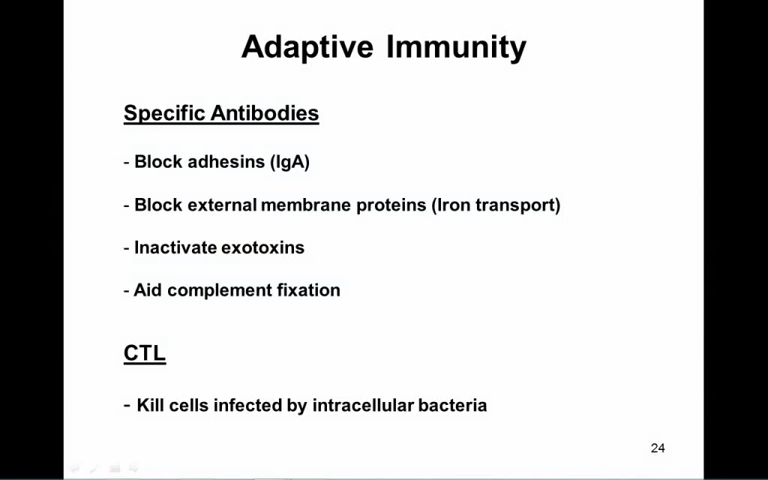 Adaptive Immunity
Specific Antibodies
- Block adhesins (IgA)
- Block external membrane proteins (Iron transport)
- Inactivate exotoxins
- Aid complement fixation
CTL
- Kill cells infected by intracellular bacteria
24